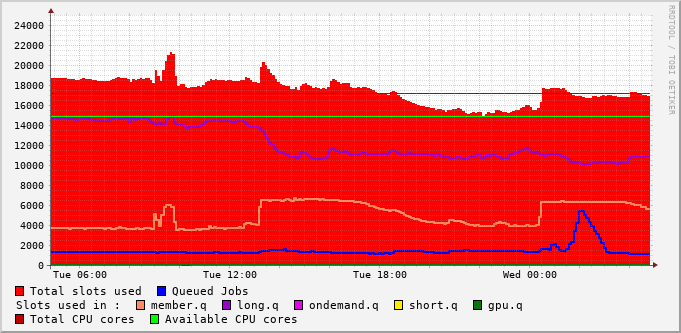 24000
22000
20000
18000
16000
14000
12000
10000
8000
6000
4000
2000
0
Tue 06:00 Tue 12:00 Tue 18:00 Wed 00:00
RRDTOOL / TOBI OETIKER
Total slots used Queued Jobs
Slots used in : member.q long.q ondemand.q short.q gpu.q
Total CPU cores Available CPU cores